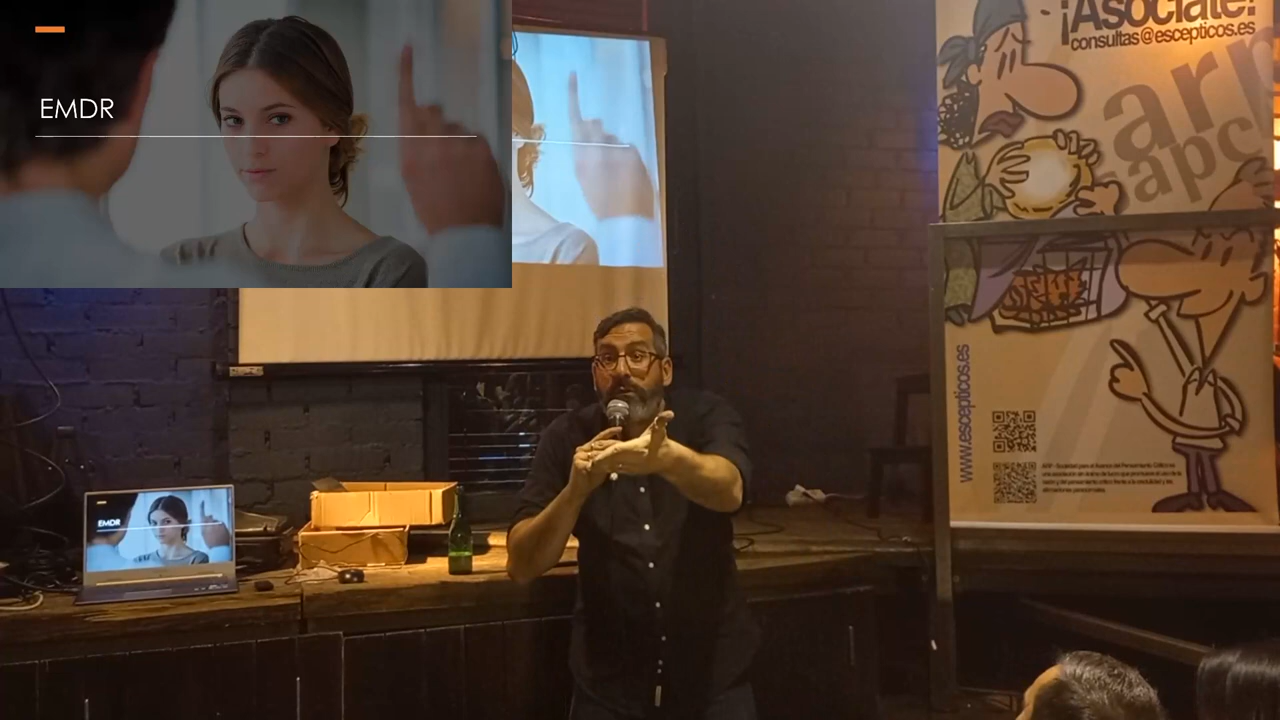 EMDR
¡Asóciate!
consultas@escepticos.es
arp
sapc
www.escepticos.es
EMDR